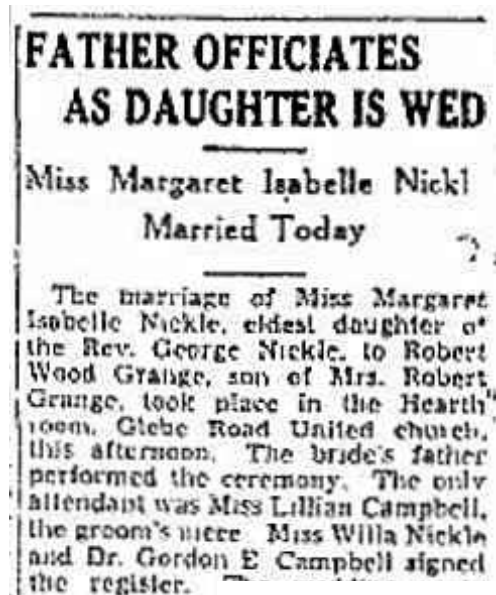 FATHER OFFICIATES
AS DAUGHTER IS WED
Miss Margaret Isabelle Nickl
Married Today
The marriage of Miss Margaret
Isabelle Nickle, eldest daughter of
the Rev. George Nickle, to Robert
Wood Grange, son of Mrs. Robert
Grange, took place in the Hearth
room, Glebe Road United church,
this afternoon. The bride's father
performed the ceremony. The only
attendant was Miss Lillian Campbell,
the groom's niece Miss Willa Nickle
and Dr. Gordon E Campbell signed
the register. The